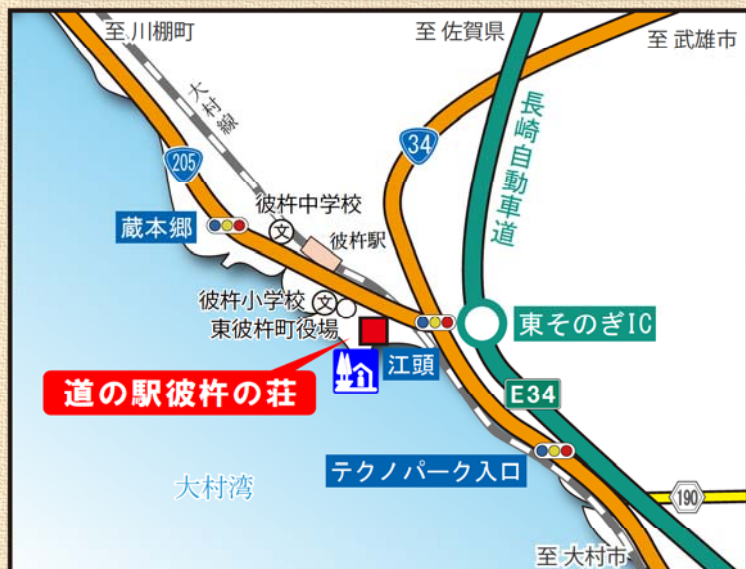 至 川棚町
至 佐賀県
至 武雄市
大村線
長崎自動車道
34
205
彼杵中学校
文
蔵本郷
彼杵駅
彼杵小学校
文
東彼杵町役場
東そのぎIC
江頭
道の駅彼杵の荘
E34
テクノパーク入口
大村湾
190
至 大村市